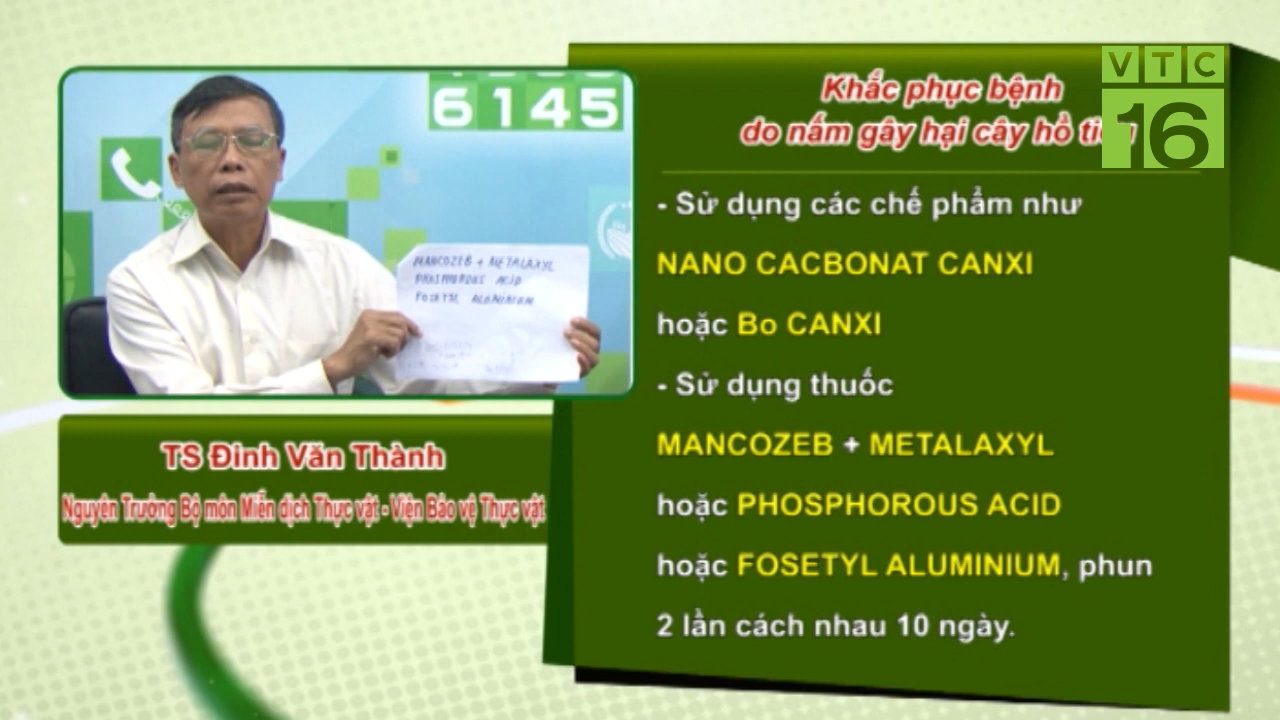 6145
MANCOZEB + METALAXYL
PHOSPHOROUS ACID
FOSETYL ALUMINIUM
TS Đinh Văn Thành
Nguyên Trưởng Bộ môn Miễn dịch Thực vật - Viện Bảo vệ Thực vật
VTC
16
Khắc phục bệnh
do nấm gây hại cây hồ
- Sử dụng các chế phẩm như
NANO CACBONAT CANXI
hoặc Bo CANXI
- Sử dụng thuốc
MANCOZEB + METALAXYL
hoặc PHOSPHOROUS ACID
hoặc FOSETYL ALUMINIUM, phun
2 lần cách nhau 10 ngày.